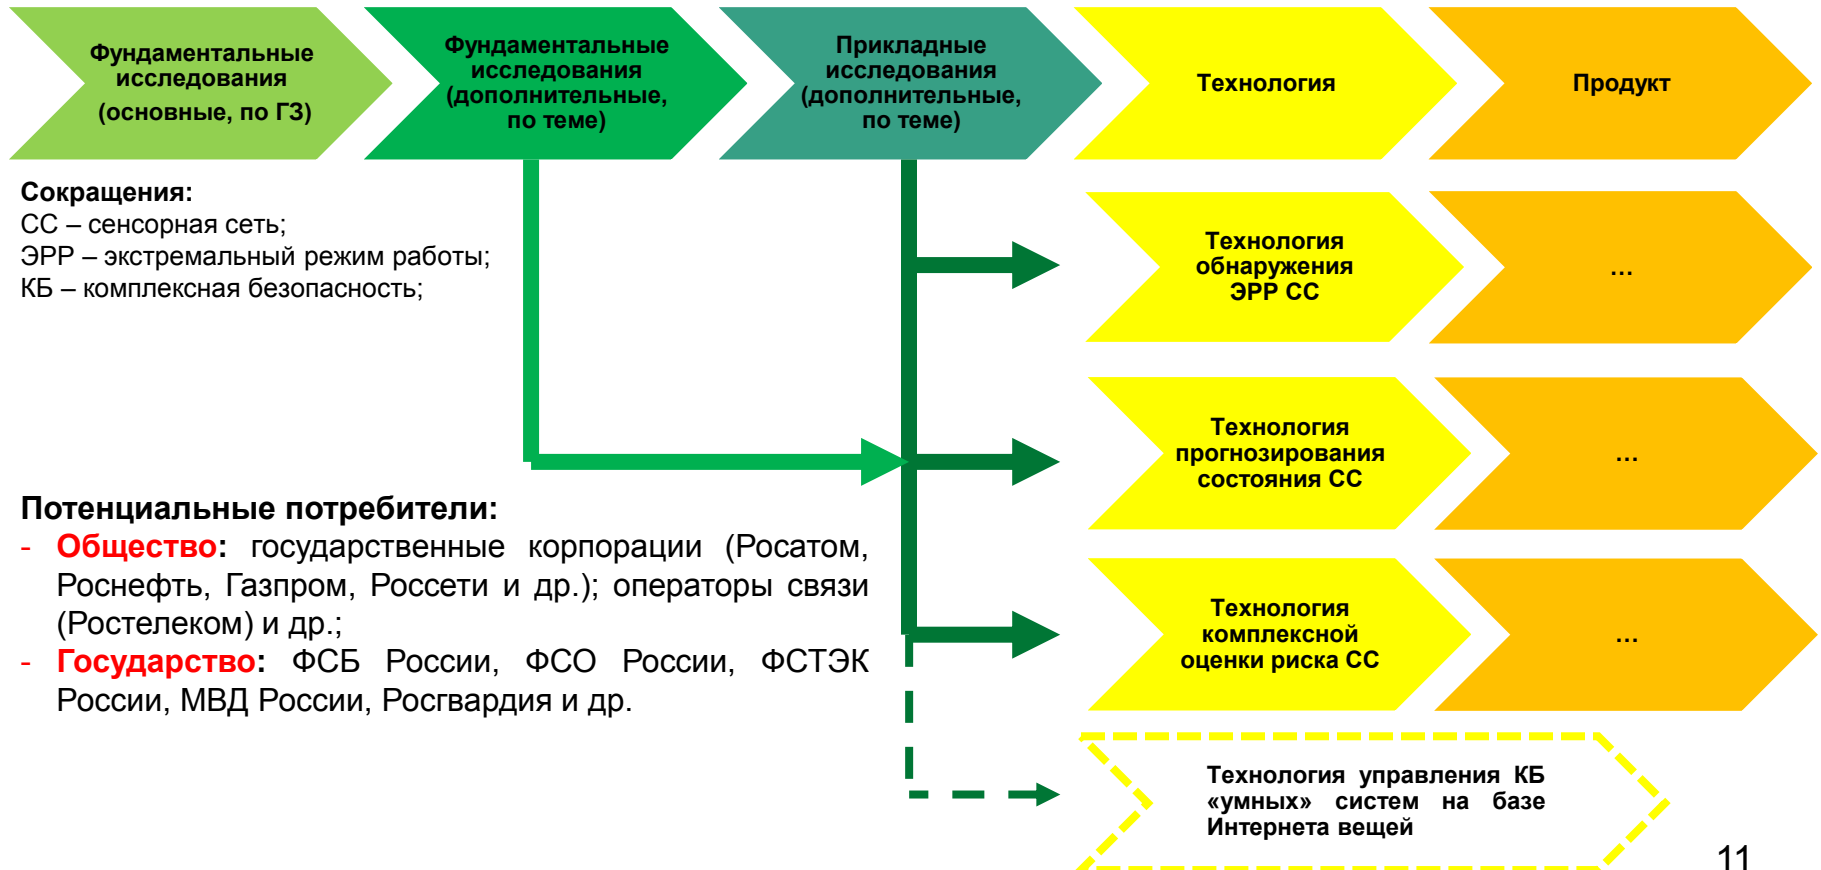 Фундаментальные
исследования
(основные, по ГЗ)
Фундаментальные
исследования
(дополнительные,
по теме)
Прикладные
исследования
(дополнительные,
по теме)
Технология
Продукт
Сокращения:
СС – сенсорная сеть;
ЭРР – экстремальный режим работы;
КБ – комплексная безопасность;
Технология
обнаружения
ЭРР СС
...
Технология
прогнозирования
состояния СС
...
Потенциальные потребители:
- Общество: государственные корпорации (Росатом,
Роснефть, Газпром, Россети и др.); операторы связи
(Ростелеком) и др.;
- Государство: ФСБ России, ФСО России, ФСТЭК
России, МВД России, Росгвардия и др.
Технология
комплексной
оценки риска СС
...
Технология управления КБ
«умных» систем на базе
Интернета вещей
11